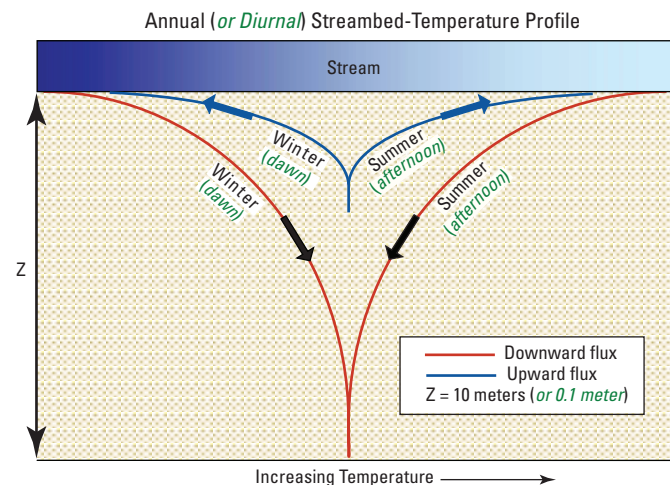 Annual (or Diurnal) Streambed-Temperature Profile
Stream
Winter
(dawn)
Summer
(afternoon)
Winter
(dawn)
Summer
(afternoon)
Z
Downward flux
Upward flux
Z = 10 meters (or 0.1 meter)
Increasing Temperature